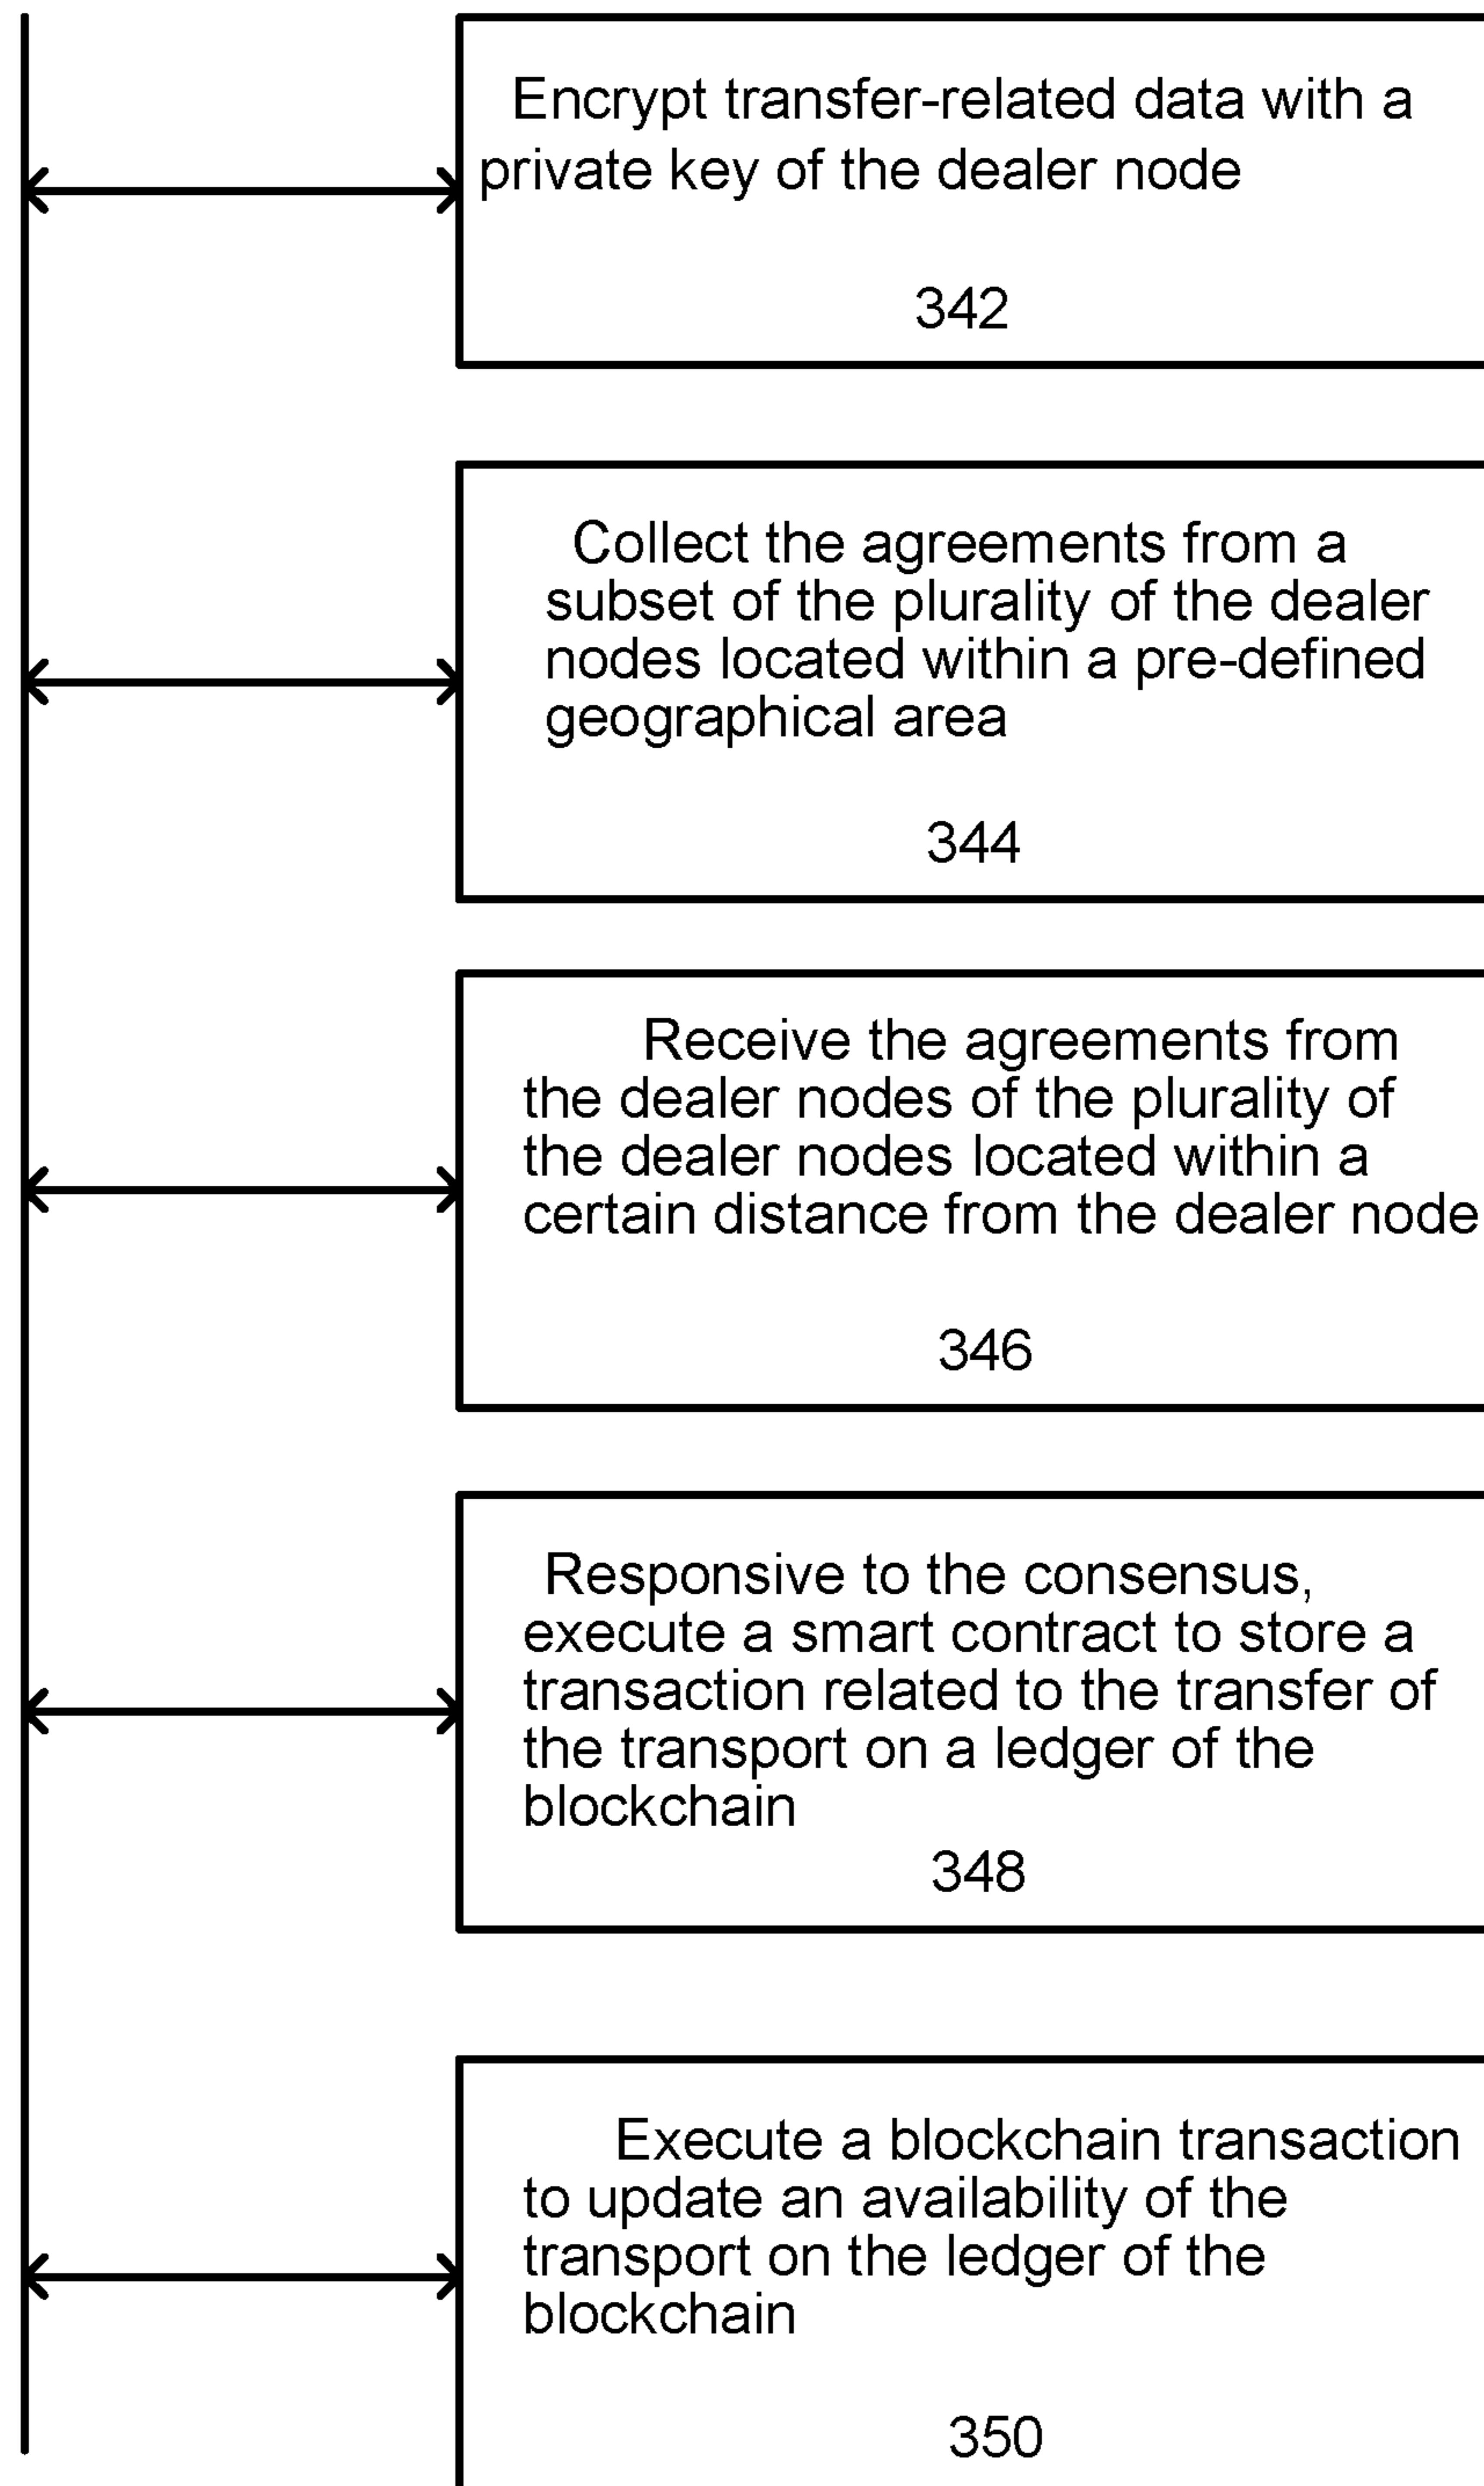 Encrypt transfer-related data with a
private key of the dealer node
342
Collect the agreements from a
subset of the plurality of the dealer
nodes located within a pre-defined
geographical area
344
Receive the agreements from
the dealer nodes of the plurality of
the dealer nodes located within a
certain distance from the dealer node
346
Responsive to the consensus,
execute a smart contract to store a
transaction related to the transfer of
the transport on a ledger of the
blockchain
348
Execute a blockchain transaction
to update an availability of the
transport on the ledger of the
blockchain
350